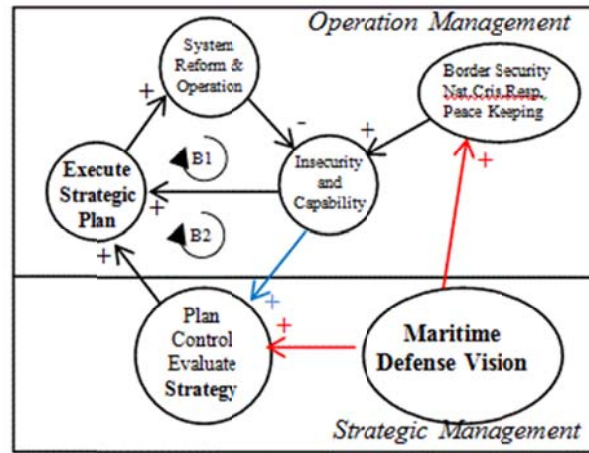 Operation Management
System
Reform &
Operation
Border Security
Nat.Cris.Resp.
Peace Keeping
+
-
+
+
B1
Execute
Strategic
Plan
+
Insecurity
and
Capability
B2
+
+
+
Plan
Control
Evaluate
Strategy
+
Maritime
Defense Vision
Strategic Management